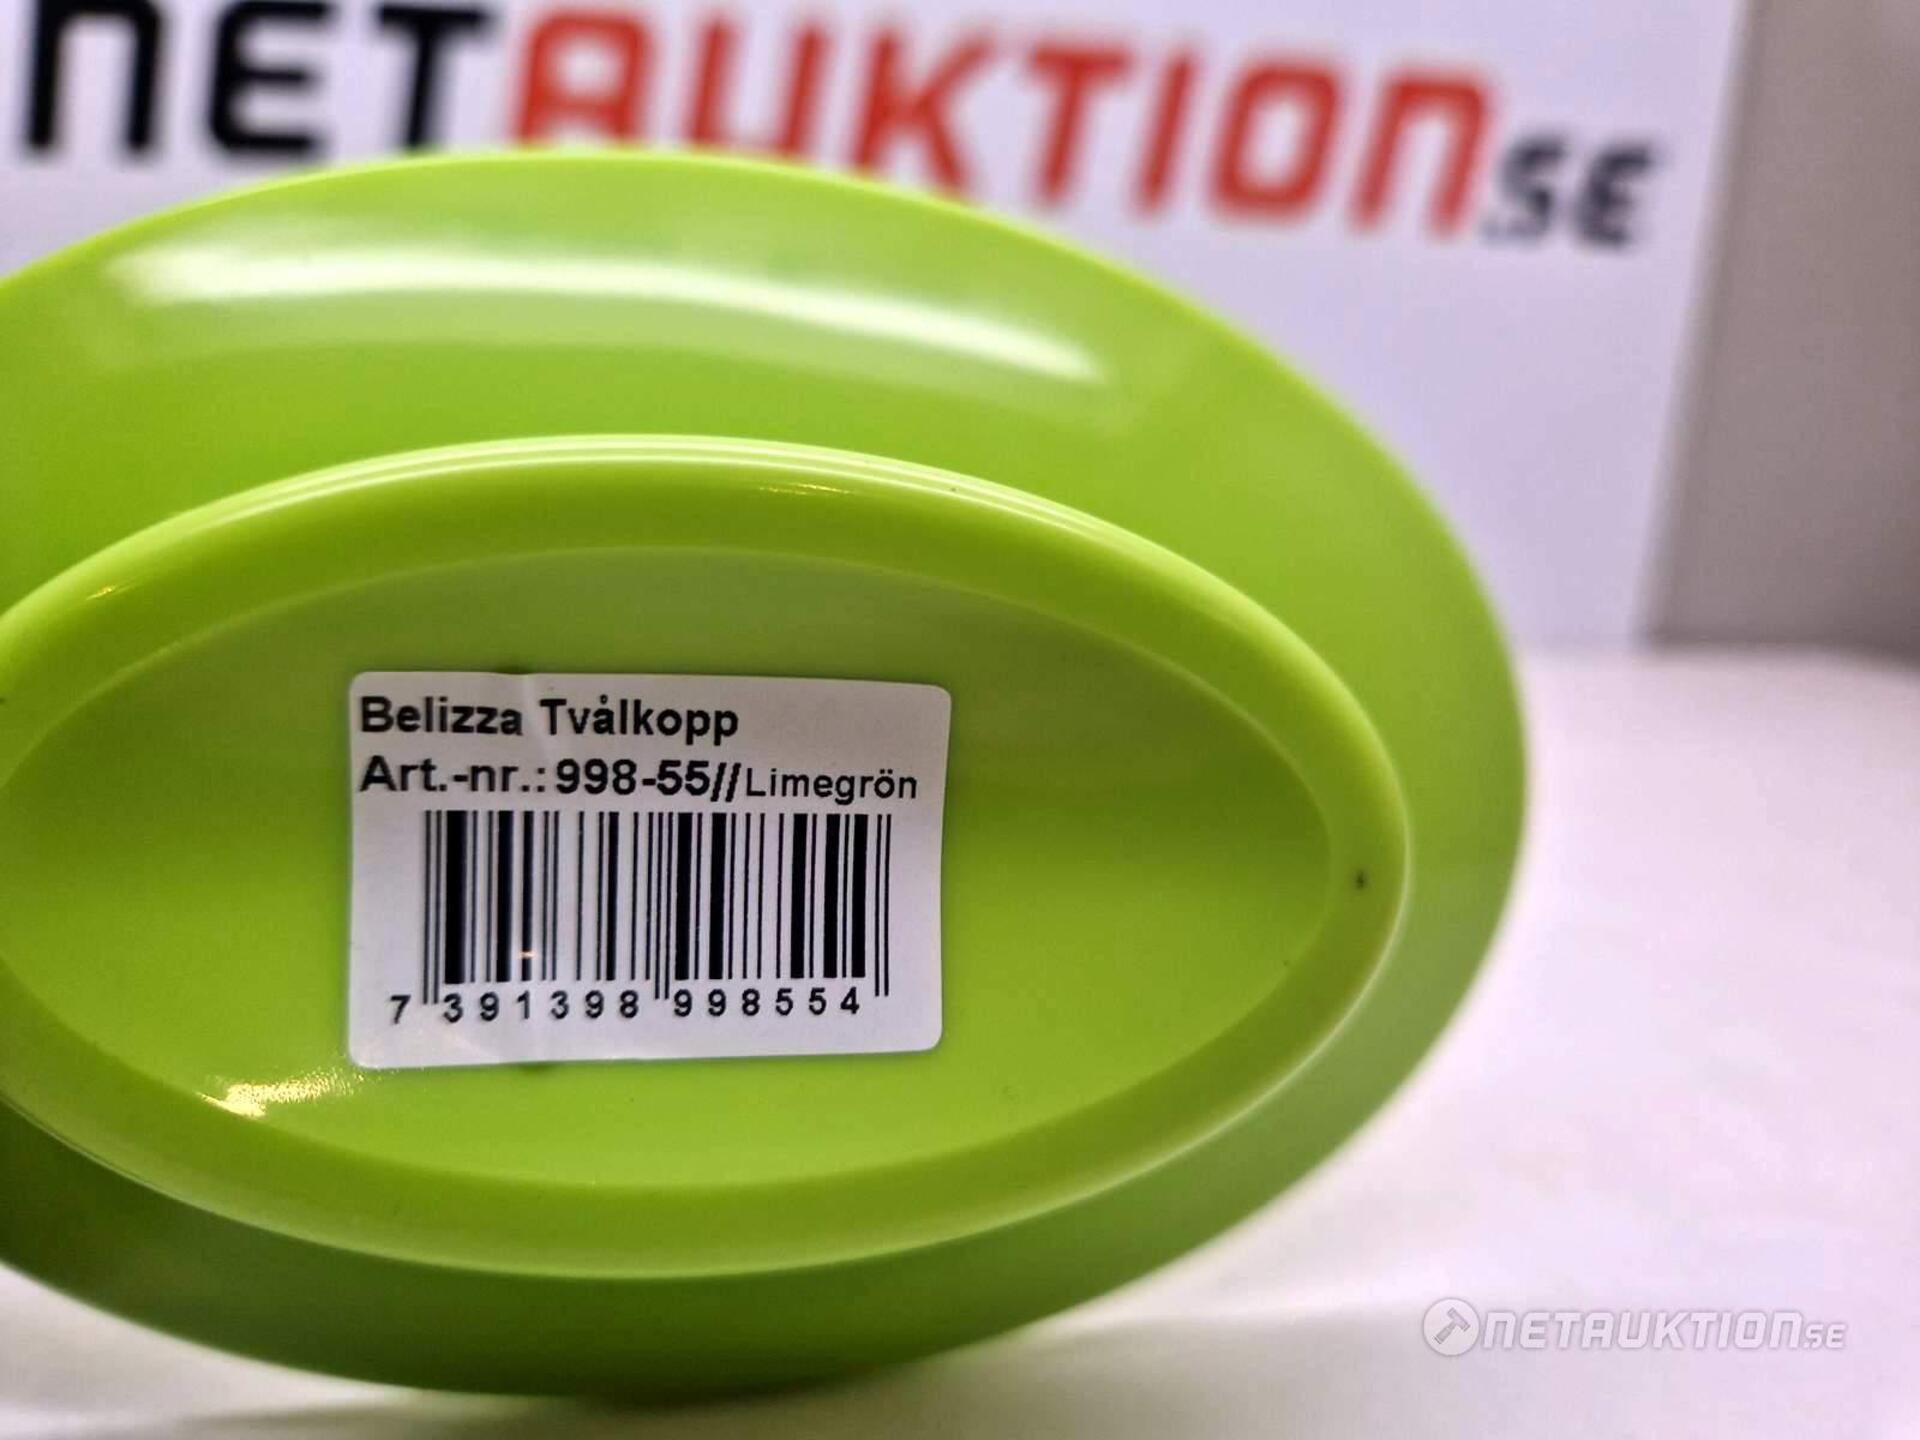 NETAUKTION.SE
Belizza Tvålkopp
Art.-nr.: 998-55//Limegrön
7 391398 998554
NETAUKTION.SE